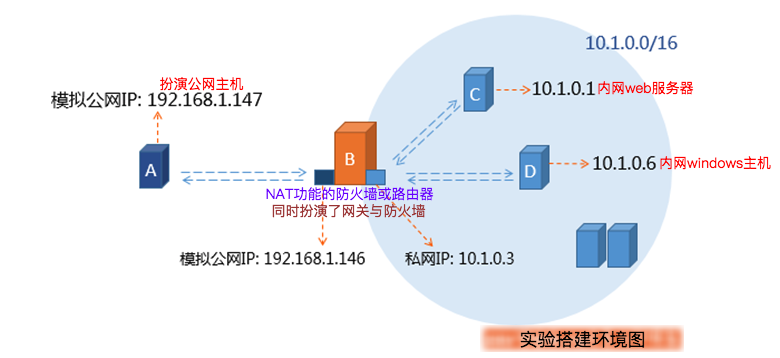 10.1.0.0/16
扮演公网主机
模拟公网IP: 192.168.1.147
C
10.1.0.1内网web服务器
A
B
D
10.1.0.6内网windows主机
NAT功能的防火墙或路由器
同时扮演了网关与防火墙
模拟公网IP: 192.168.1.146
私网IP: 10.1.0.3
实验搭建环境图